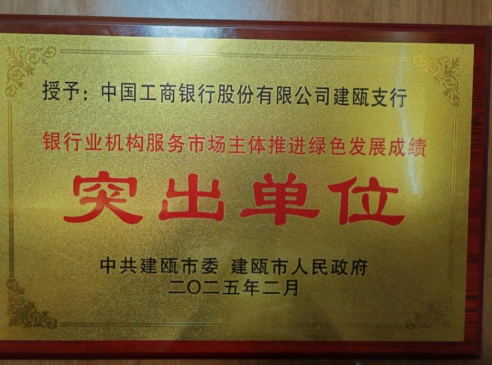 授予：中国工商银行股份有限公司建瓯支行
银行业机构服务市场主体推进绿色发展成绩
突出单位
中共建瓯市委 建瓯市人民政府
二〇二五年二月